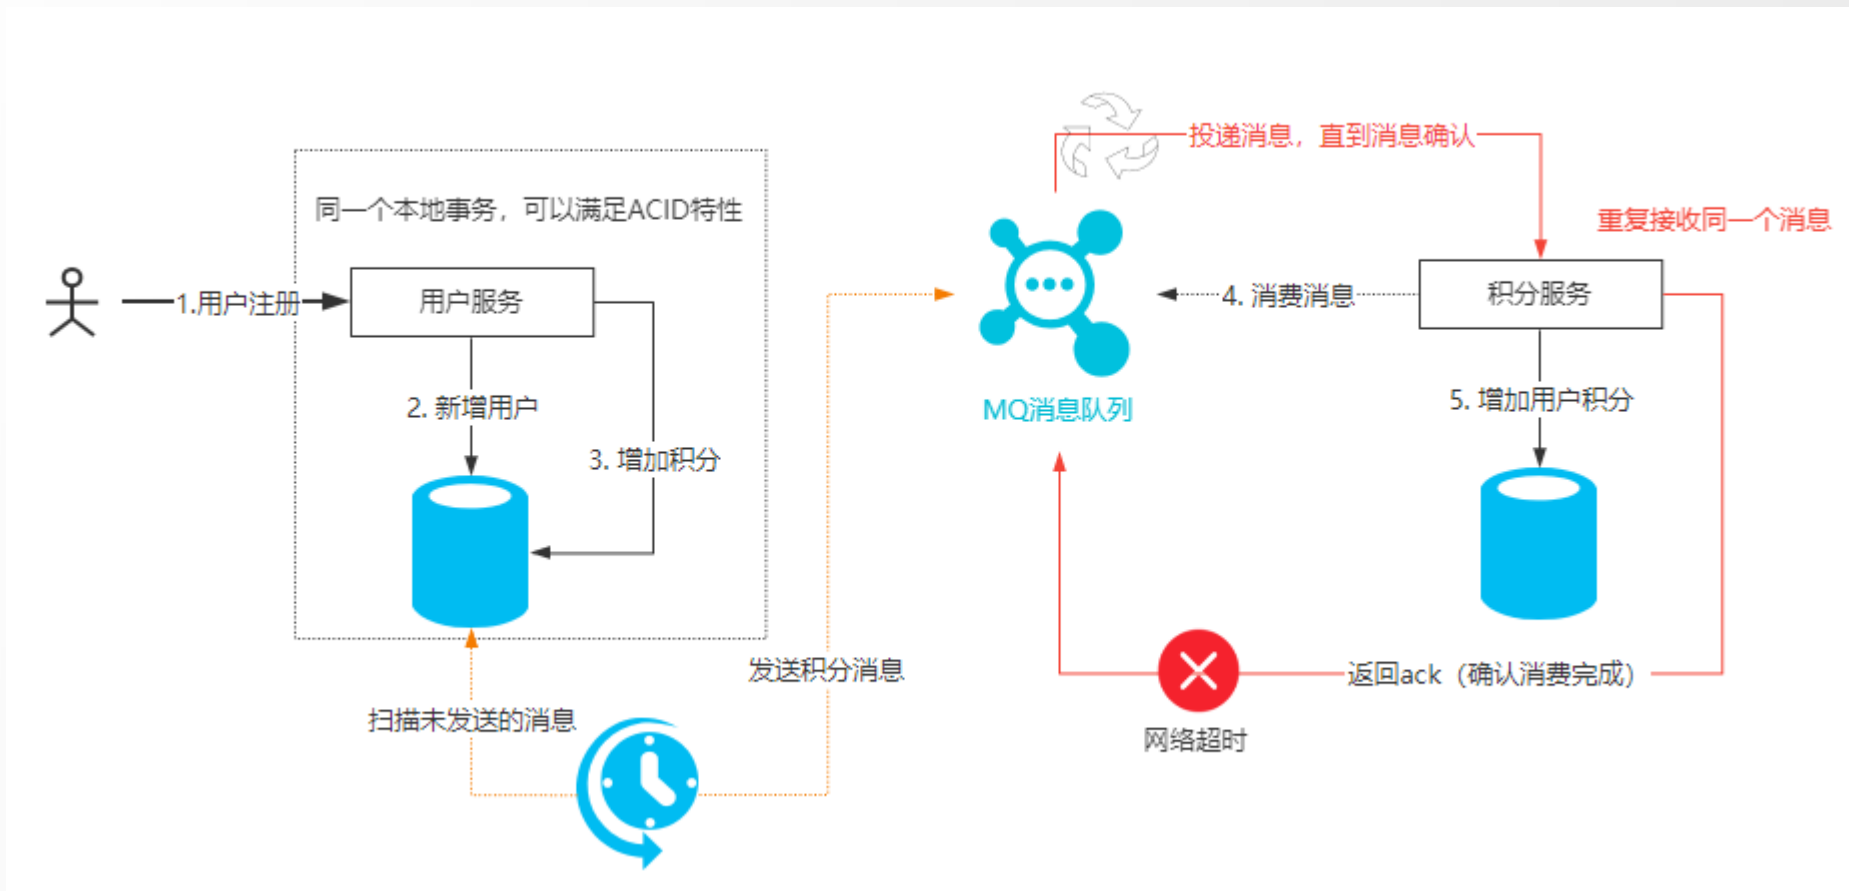 同一个本地事务，可以满足ACID特性
1.用户注册
用户服务
2. 新增用户
3. 增加积分
扫描未发送的消息
发送积分消息
投递消息，直到消息确认
重复接收同一个消息
MQ消息队列
4. 消费消息
积分服务
5. 增加用户积分
返回ack（确认消费完成）
网络超时